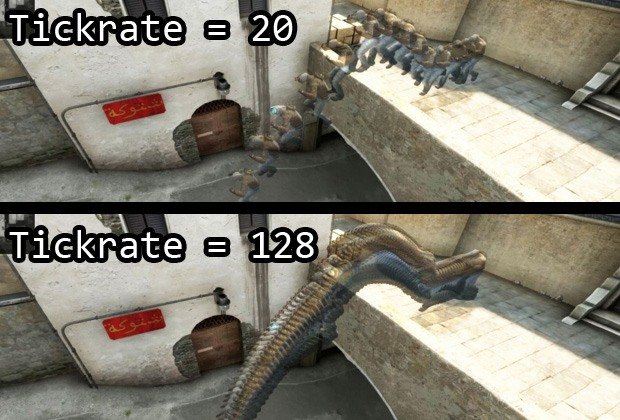 Tickrate = 20
Tickrate = 128